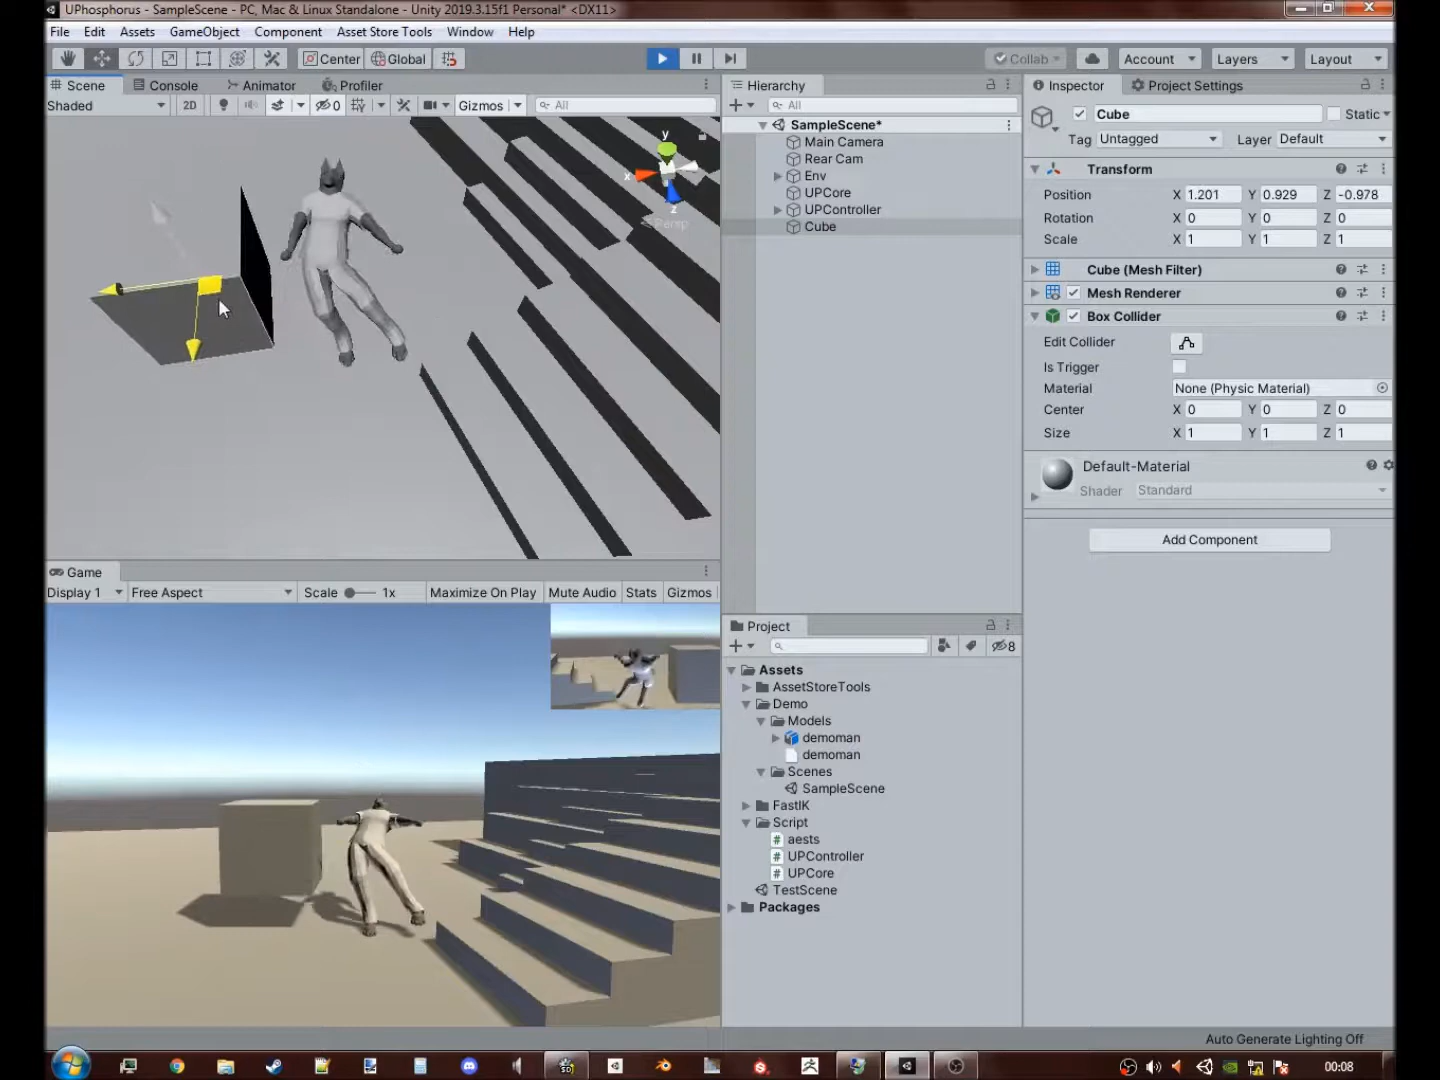 UPhosphorus - SampleScene - PC, Mac & Linux Standalone - Unity 2019.3.15f1 Personal* <DX11>
File Edit Assets GameObject Component Asset Store Tools Window Help
Center Global Collab Account Layers Layout
Scene Console Animator Profiler
Shaded 2D 0 Gizmos All
y
x
z
Persp
Game
Display 1 Free Aspect Scale 1x Maximize On Play Mute Audio Stats Gizmos
Hierarchy
All
SampleScene*
Main Camera
Rear Cam
Env
UPCore
UPController
Cube
Project
8
Assets
AssetStoreTools
Demo
Models
demoman
demoman
Scenes
SampleScene
FastIK
Script
# aests
# UPController
# UPCore
TestScene
Packages
Inspector Project Settings
Cube Static
Tag Untagged Layer Default
Transform
Position X 1.201 Y 0.929 Z -0.978
Rotation X 0 Y 0 Z 0
Scale X 1 Y 1 Z 1
Cube (Mesh Filter)
Mesh Renderer
Box Collider
Edit Collider
Is Trigger
Material None (Physic Material)
Center X 0 Y 0 Z 0
Size X 1 Y 1 Z 1
Default-Material
Shader Standard
Add Component
Auto Generate Lighting Off
00:08